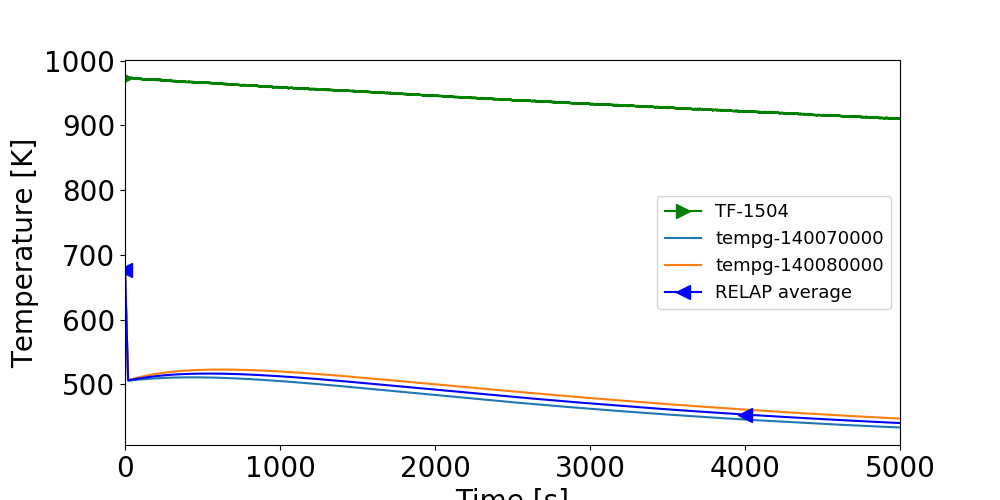 1000
900
800
700
600
500
Temperature [K]
TF-1504
tempg-140070000
tempg-140080000
RELAP average
0 1000 2000 3000 4000 5000
Time [s]